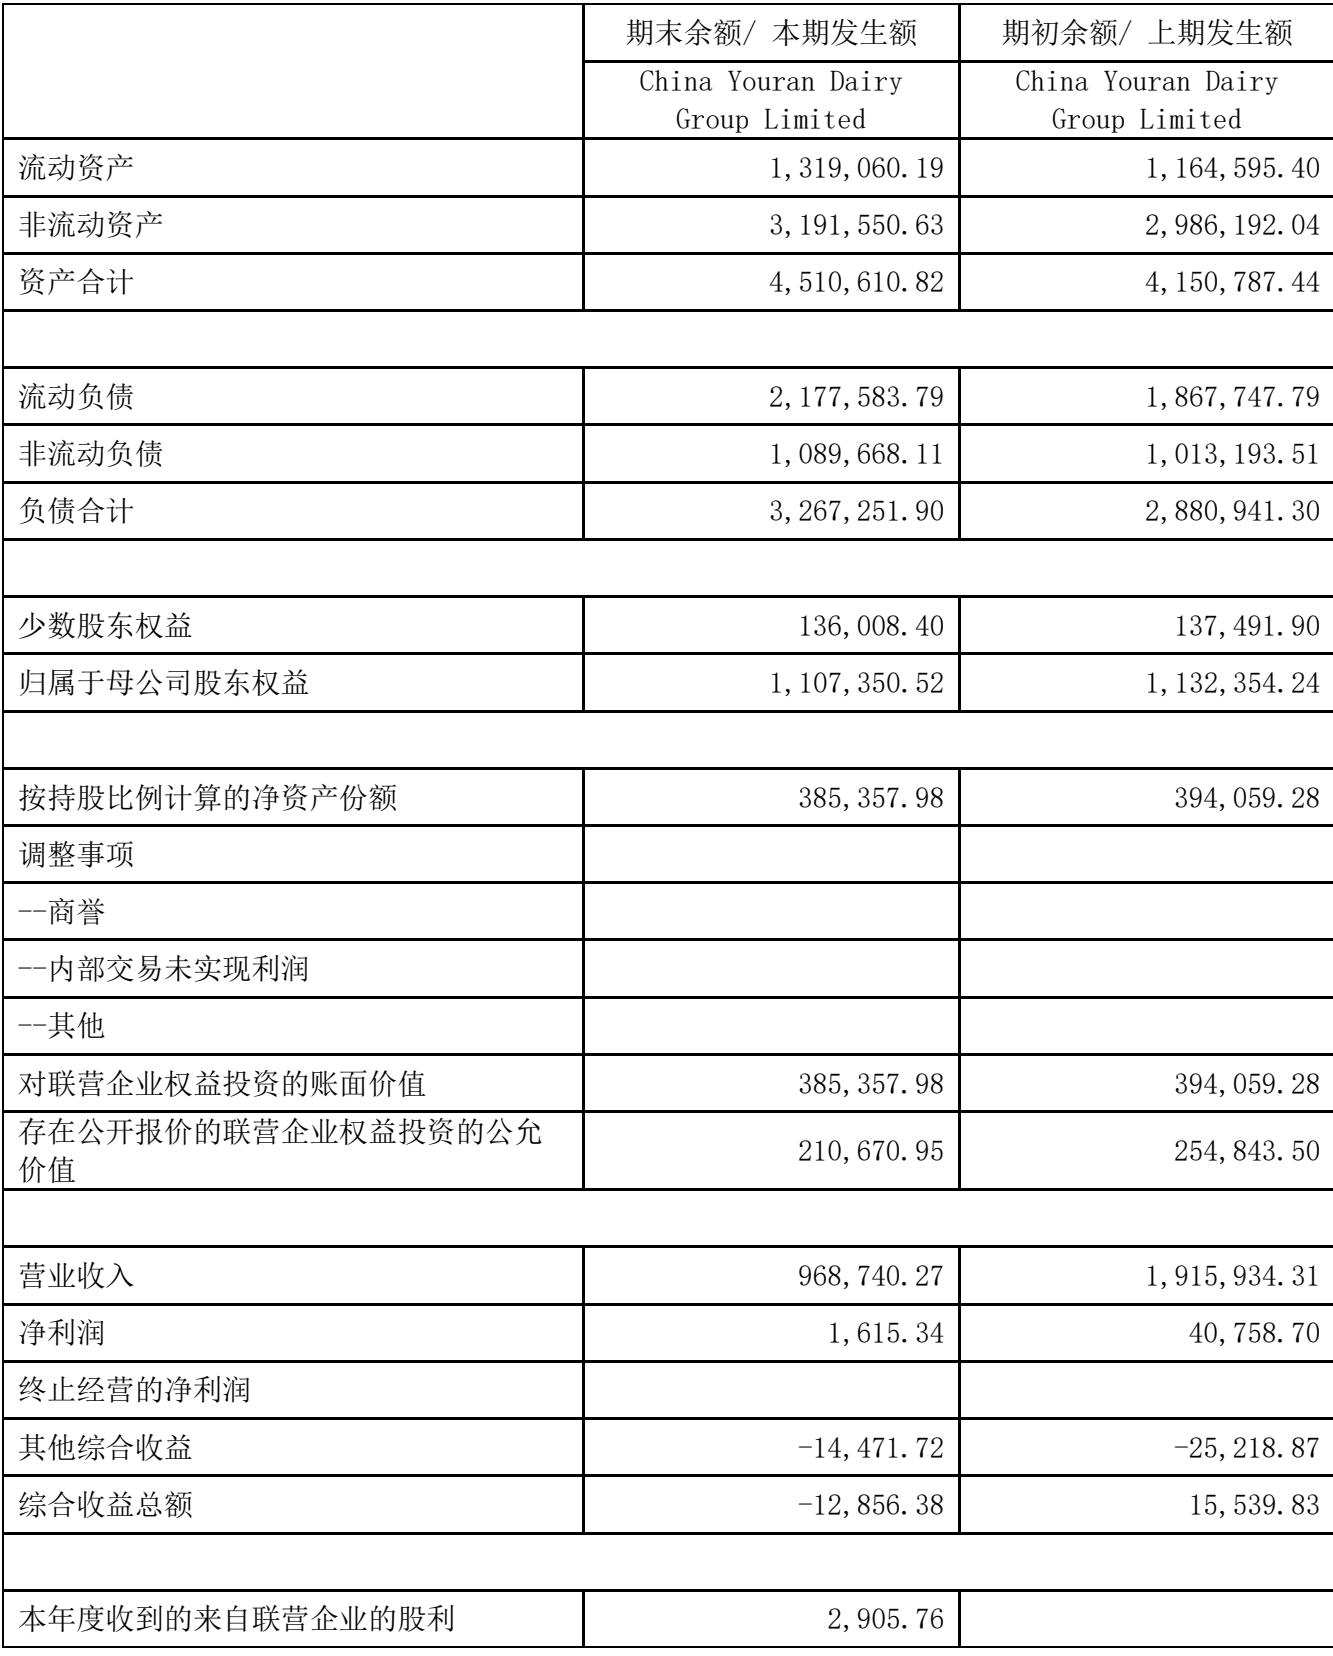 期末余额/ 本期发生额 期初余额/ 上期发生额
China Youran Dairy China Youran Dairy
Group Limited Group Limited
流动资产 1,319,060.19 1,164,595.40
非流动资产 3,191,550.63 2,986,192.04
资产合计 4,510,610.82 4,150,787.44
流动负债 2,177,583.79 1,867,747.79
非流动负债 1,089,668.11 1,013,193.51
负债合计 3,267,251.90 2,880,941.30
少数股东权益 136,008.40 137,491.90
归属于母公司股东权益 1,107,350.52 1,132,354.24
按持股比例计算的净资产份额 385,357.98 394,059.28
调整事项
--商誉
--内部交易未实现利润
--其他
对联营企业权益投资的账面价值 385,357.98 394,059.28
存在公开报价的联营企业权益投资的公允
价值 210,670.95 254,843.50
营业收入 968,740.27 1,915,934.31
净利润 1,615.34 40,758.70
终止经营的净利润
其他综合收益 -14,471.72 -25,218.87
综合收益总额 -12,856.38 15,539.83
本年度收到的来自联营企业的股利 2,905.76